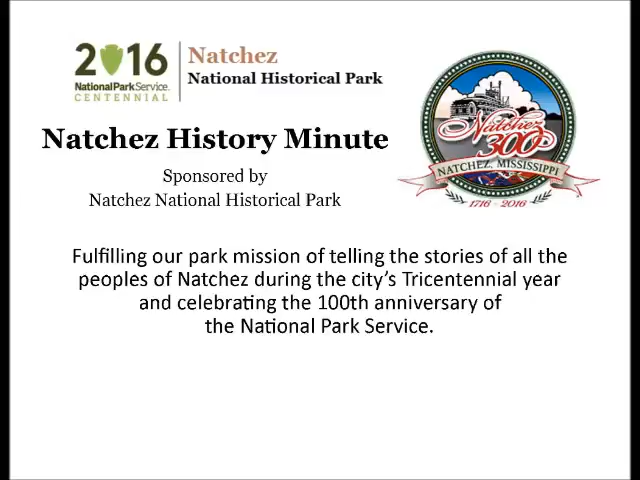 2016
National Park Service
CENTENNIAL
Natchez
National Historical Park
Natchez History Minute
Sponsored by
Natchez National Historical Park
Natchez
300
NATCHEZ, MISSISSIPPI
1716 - 2016
Fulfilling our park mission of telling the stories of all the
peoples of Natchez during the city's Tricentennial year
and celebrating the 100th anniversary of
the National Park Service.